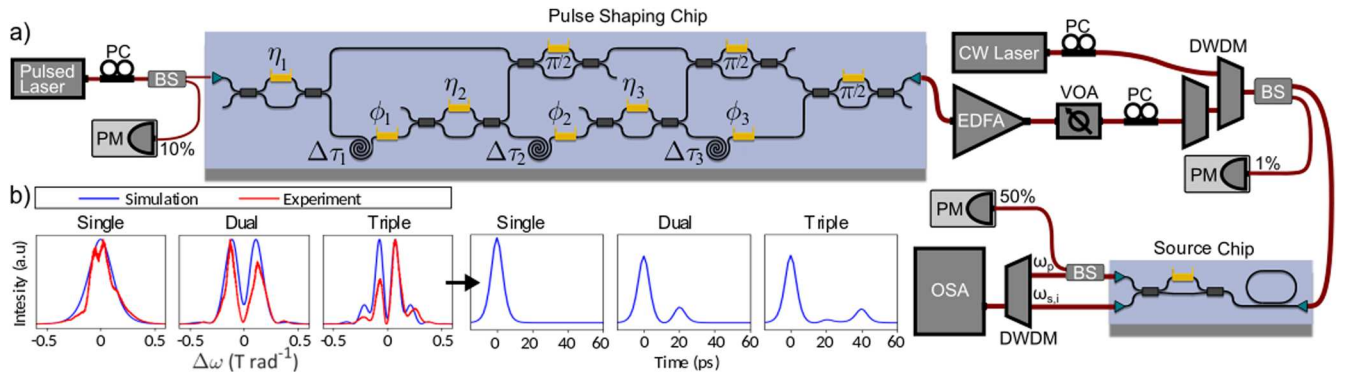 a)
Pulse Shaping Chip
Pulsed
Laser
PC
BS
PM
10%
η₁
η₂
η₃
ϕ₁
ϕ₂
ϕ₃
π/2
π/2
π/2
Δτ₁
Δτ₂
Δτ₃
CW Laser
PC
DWDM
EDFA
VOA
PC
BS
PM
1%
b)
Simulation
Experiment
Single
Dual
Triple
Single
Dual
Triple
Intesity (a.u)
-0.5 0 0.5
-0.5 0 0.5
-0.5 0 0.5
Δω (T rad⁻¹)
0 20 40 60
0 20 40 60
0 20 40 60
Time (ps)
PM
50%
Source Chip
OSA
DWDM
ωₚ
ωₛ,ᵢ
BS